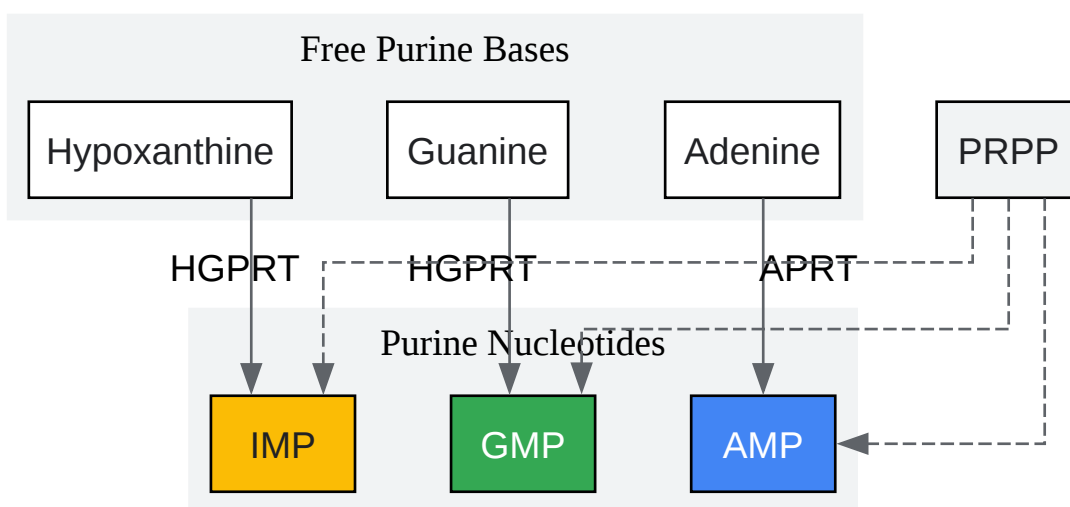 Free Purine Bases
Hypoxanthine
Guanine
Adenine
PRPP
HGPRT
HGPRT
APRT
Purine Nucleotides
IMP
GMP
AMP